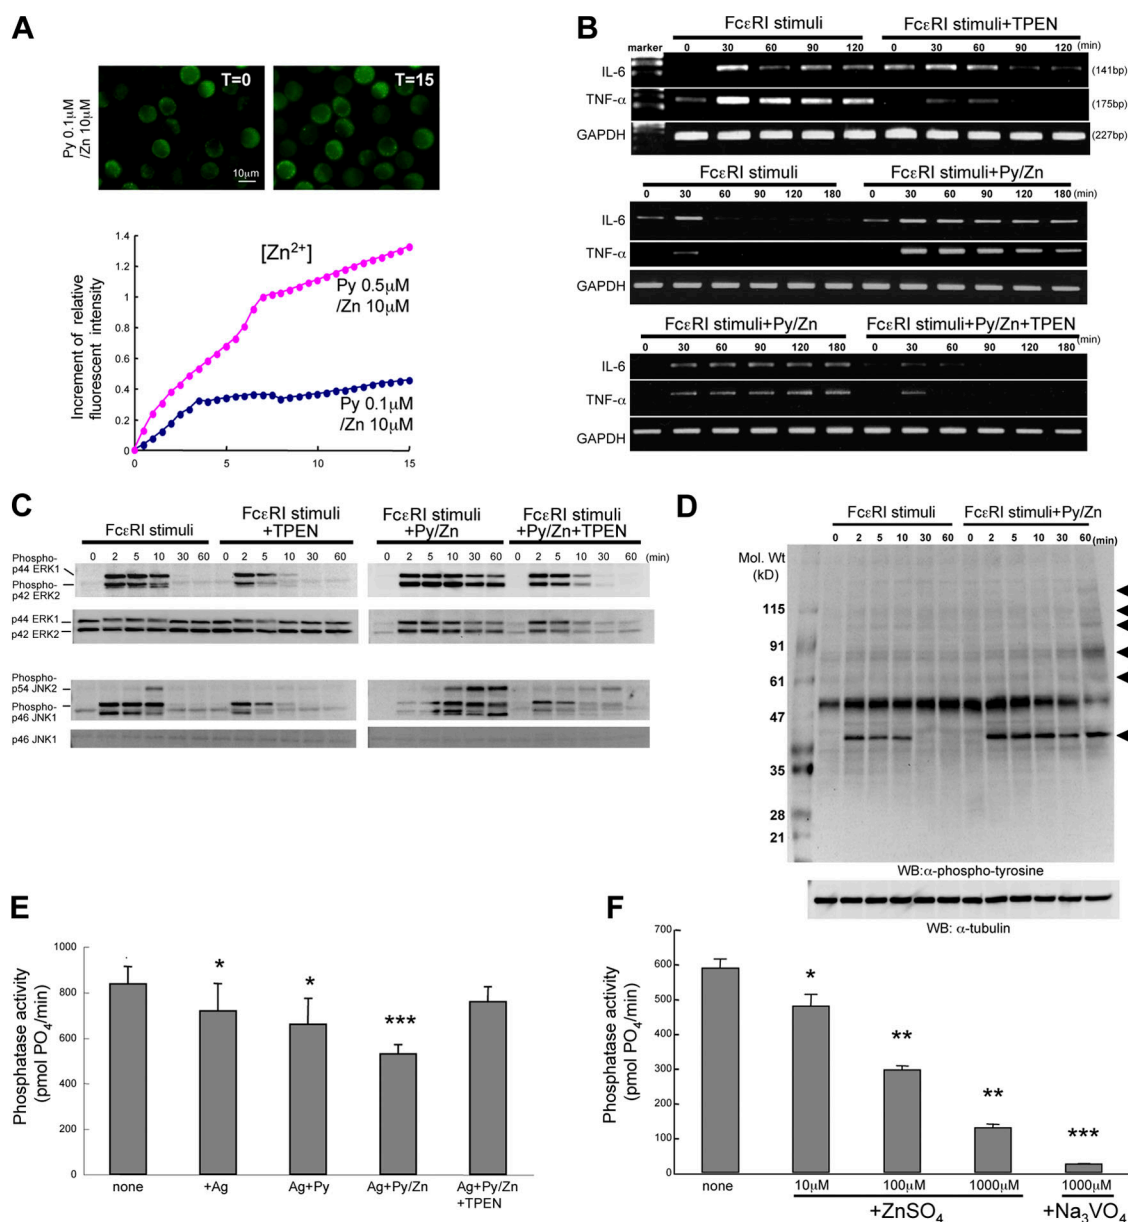 A
Py 0.1μM
/Zn 10μM
T=0
T=15
10μm
Increment of relative
fluorescent intensity
1.4
1.2
1
0.8
0.6
0.4
0.2
0
0
5
10
15
[Zn2+]
Py 0.5μM
/Zn 10μM
Py 0.1μM
/Zn 10μM
B
FcεRI stimuli
FcεRI stimuli+TPEN
marker
0 30 60 90 120 0 30 60 90 120 (min)
IL-6 (141bp)
TNF-α (175bp)
GAPDH (227bp)
FcεRI stimuli
FcεRI stimuli+Py/Zn
0 30 60 90 120 180 0 30 60 90 120 180 (min)
IL-6
TNF-α
GAPDH
FcεRI stimuli+Py/Zn
FcεRI stimuli+Py/Zn+TPEN
0 30 60 90 120 180 0 30 60 90 120 180 (min)
IL-6
TNF-α
GAPDH
C
FcεRI stimuli
FcεRI stimuli
+TPEN
FcεRI stimuli
+Py/Zn
FcεRI stimuli
+Py/Zn+TPEN
0 2 5 10 30 60 0 2 5 10 30 60 0 2 5 10 30 60 0 2 5 10 30 60 (min)
Phospho-
p44 ERK1
Phospho-
p42 ERK2
p44 ERK1
p42 ERK2
Phospho-
p54 JNK2
Phospho-
p46 JNK1
p46 JNK1
D
FcεRI stimuli
FcεRI stimuli+Py/Zn
0 2 5 10 30 60 0 2 5 10 30 60 (min)
Mol. Wt
(kD)
115
91
61
47
35
28
21
WB:α-phospho-tyrosine
WB: α-tubulin
E
Phosphatase activity
(pmol PO4/min)
1000
800
600
400
200
0
*
*
***
none
+Ag
Ag+Py
Ag+Py/Zn
Ag+Py/Zn
+TPEN
F
Phosphatase activity
(pmol PO4/min)
700
600
500
400
300
200
100
0
*
**
**
***
none
10μM
100μM
1000μM
1000μM
+ZnSO4
+Na3VO4